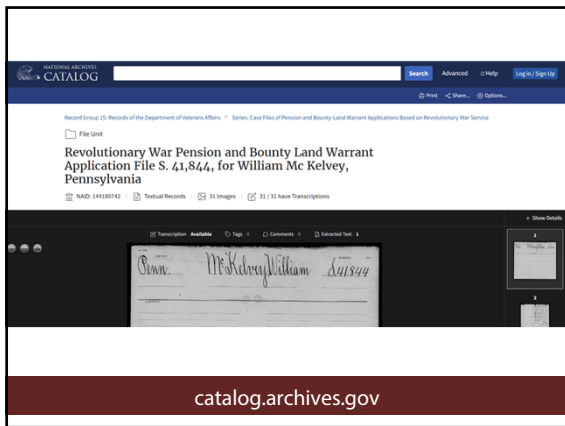 NATIONAL ARCHIVES
CATALOG
Search
Advanced
Help
Log in / Sign Up
Print
Share...
Options...
Record Group 15: Records of the Department of Veterans Affairs
Series: Case Files of Pension and Bounty-Land Warrant Applications Based on Revolutionary War Service
File Unit
Revolutionary War Pension and Bounty Land Warrant
Application File S. 41,844, for William Mc Kelvey,
Pennsylvania
NAID: 144189742
Textual Records
31 Images
31 / 31 have Transcriptions
+ Show Details
Transcription Available
Tags 0
Comments 0
Extracted Text 1
1
Penn. McKelvey, William S41844
2
catalog.archives.gov